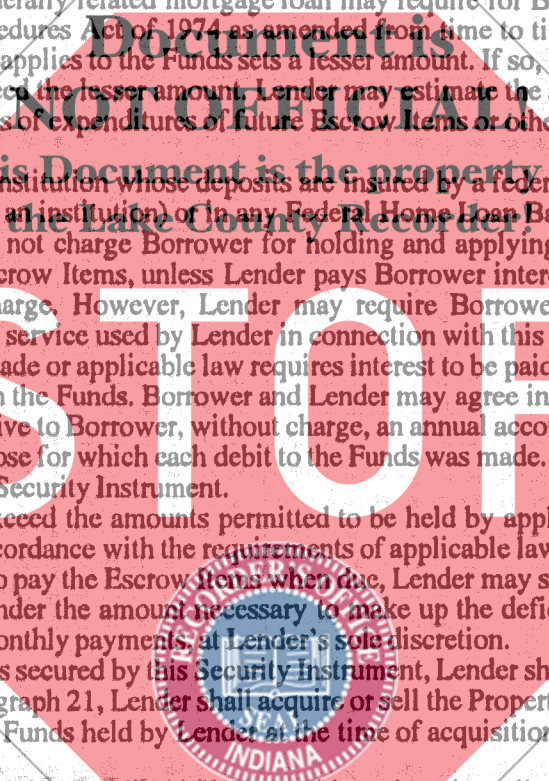 erally related mortgage loan may require for B
edures Act of 1974 as amended from time to ti
Document is
applies to the Funds sets a lesser amount. If so,
eed the lesser amount, Lender may estimate the
NOT OFFICIAL!
s of expenditures of future Escrow Items or othe
is Document is the property
nstitution whose deposits are insured by a feder
an institution) or in any Federal Home Loan Ba
the Lake County Recorder!
not charge Borrower for holding and applying
crow Items, unless Lender pays Borrower inter
arge. However, Lender may require Borrowe
service used by Lender in connection with this
ade or applicable law requires interest to be paid
n the Funds. Borrower and Lender may agree in
STOP
ive to Borrower, without charge, an annual acco
ose for which each debit to the Funds was made.
Security Instrument.
ceed the amounts permitted to be held by appl
cordance with the requirements of applicable law
o pay the Escrow Items when due, Lender may s
nder the amount necessary to make up the defic
onthly payments, at Lender's sole discretion.
s secured by this Security Instrument, Lender sh
graph 21, Lender shall acquire or sell the Propert
Funds held by Lender at the time of acquisition
SEAL
INDIANA